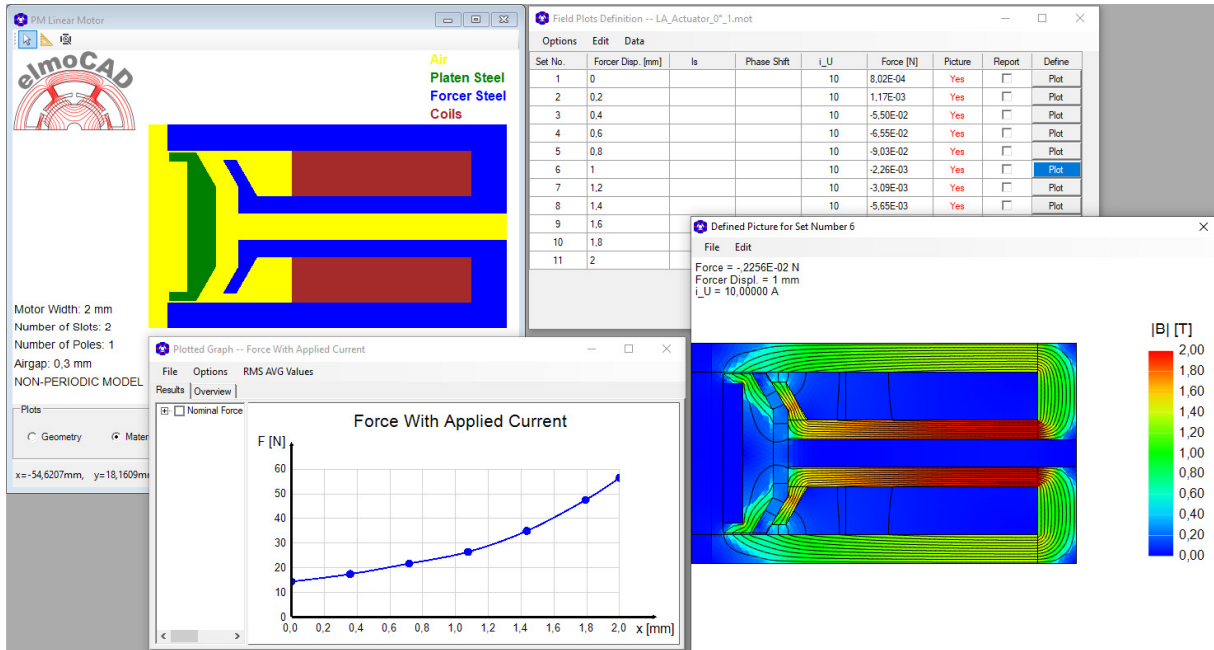 PM Linear Motor
elmoCAD
Air
Platen Steel
Forcer Steel
Coils
Motor Width: 2 mm
Number of Slots: 2
Number of Poles: 1
Airgap: 0,3 mm
NON-PERIODIC MODEL
Plots
Geometry Mater
x=-54,6207mm, y=18,1609m
Field Plots Definition -- LA_Actuator_0°_1.mot
Options Edit Data
Set No. Forcer Disp. [mm] Is Phase Shift i_U Force [N] Picture Report Define
1 0 10 8,02E-04 Yes Plot
2 0,2 10 1,17E-03 Yes Plot
3 0,4 10 -5,50E-02 Yes Plot
4 0,6 10 -6,55E-02 Yes Plot
5 0,8 10 -9,03E-02 Yes Plot
6 1 10 -2,26E-03 Yes Plot
7 1,2 10 -3,09E-03 Yes Plot
8 1,4 10 -5,65E-03 Yes Plot
9 1,6
10 1,8
11 2
Plotted Graph -- Force With Applied Current
File Options RMS AVG Values
Results Overview
Nominal Force
Force With Applied Current
F [N]
60
50
40
30
20
10
0
0,0 0,2 0,4 0,6 0,8 1,0 1,2 1,4 1,6 1,8 2,0 x [mm]
Defined Picture for Set Number 6
File Edit
Force = -,2256E-02 N
Forcer Displ. = 1 mm
i_U = 10,00000 A
|B| [T]
2,00
1,80
1,60
1,40
1,20
1,00
0,80
0,60
0,40
0,20
0,00